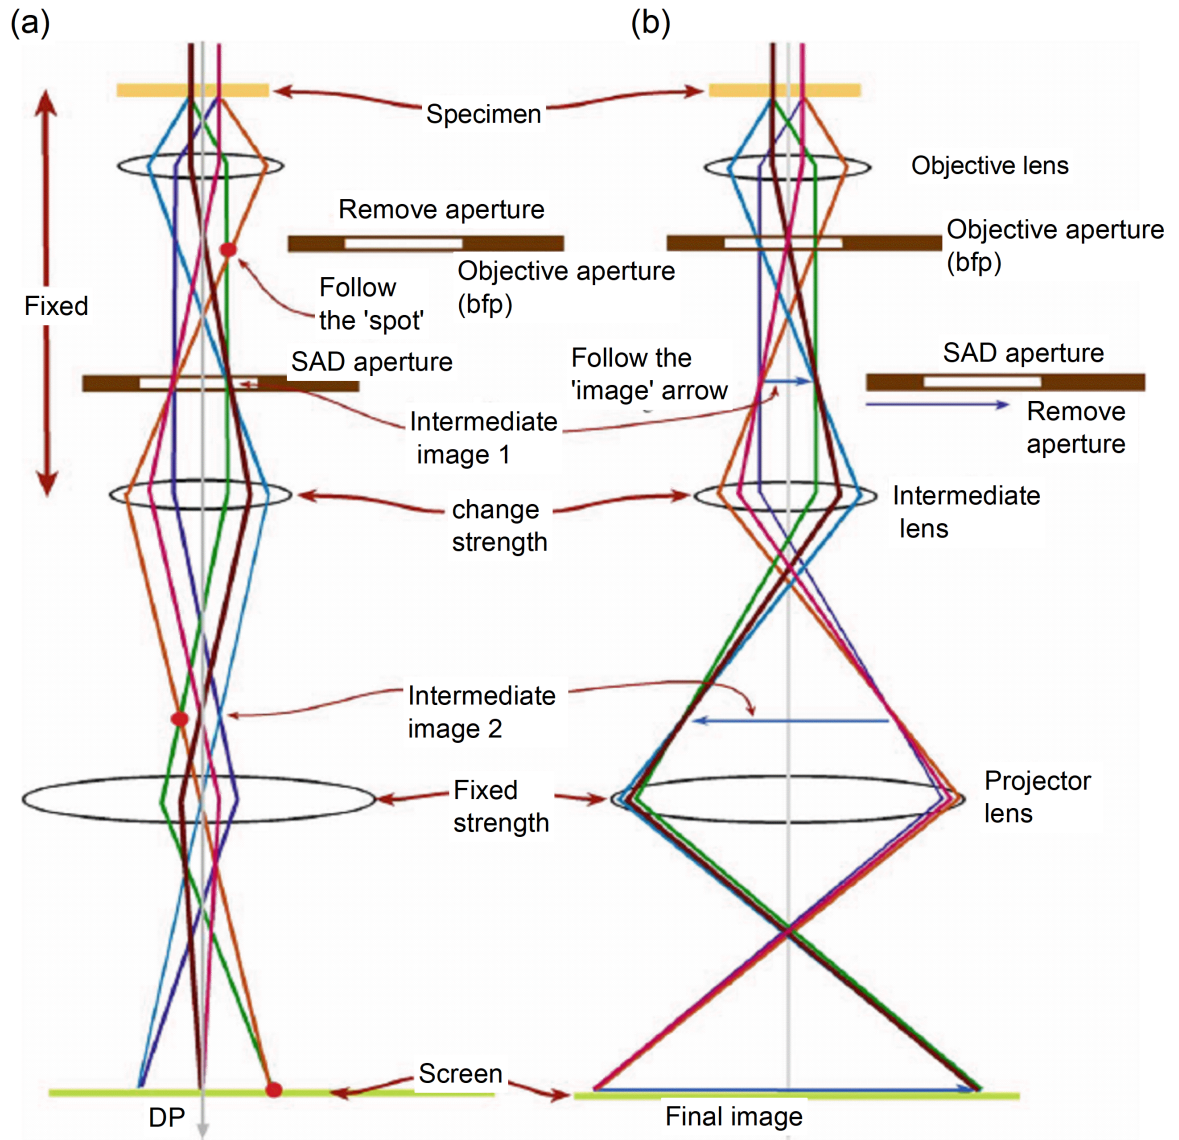 (a)
(b)
Specimen
Objective lens
Remove aperture
Objective aperture
(bfp)
Objective aperture
(bfp)
Follow
the 'spot'
Fixed
SAD aperture
Follow the
'image' arrow
SAD aperture
Intermediate
image 1
Remove
aperture
change
strength
Intermediate
lens
Intermediate
image 2
Fixed
strength
Projector
lens
Screen
DP
Final image